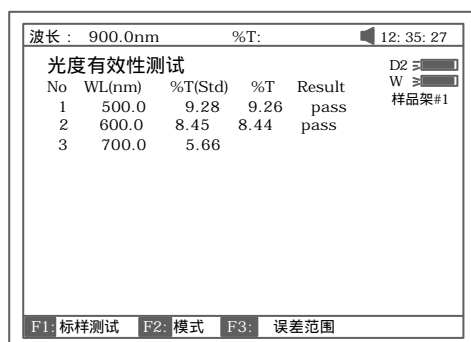 波长： 900.0nm %T: 12: 35: 27
光度有效性测试
D2
No WL(nm) %T(Std) %T Result
W
1 500.0 9.28 9.26 pass
样品架#1
2 600.0 8.45 8.44 pass
3 700.0 5.66
F1: 标样测试 F2: 模式 F3: 误差范围